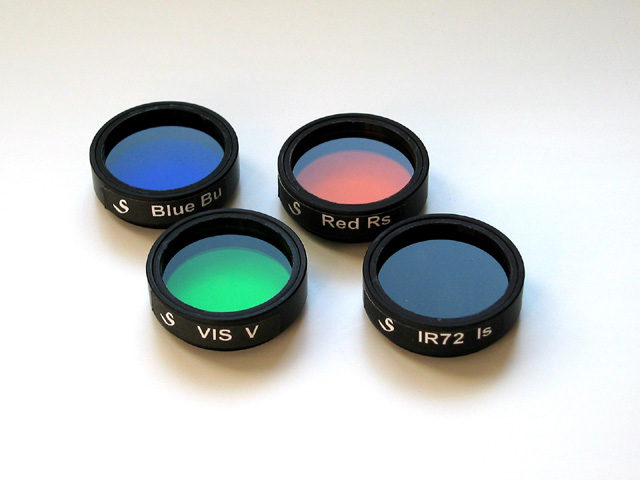 S Blue Bu
S Red Rs
S VIS V
S IR72 Is